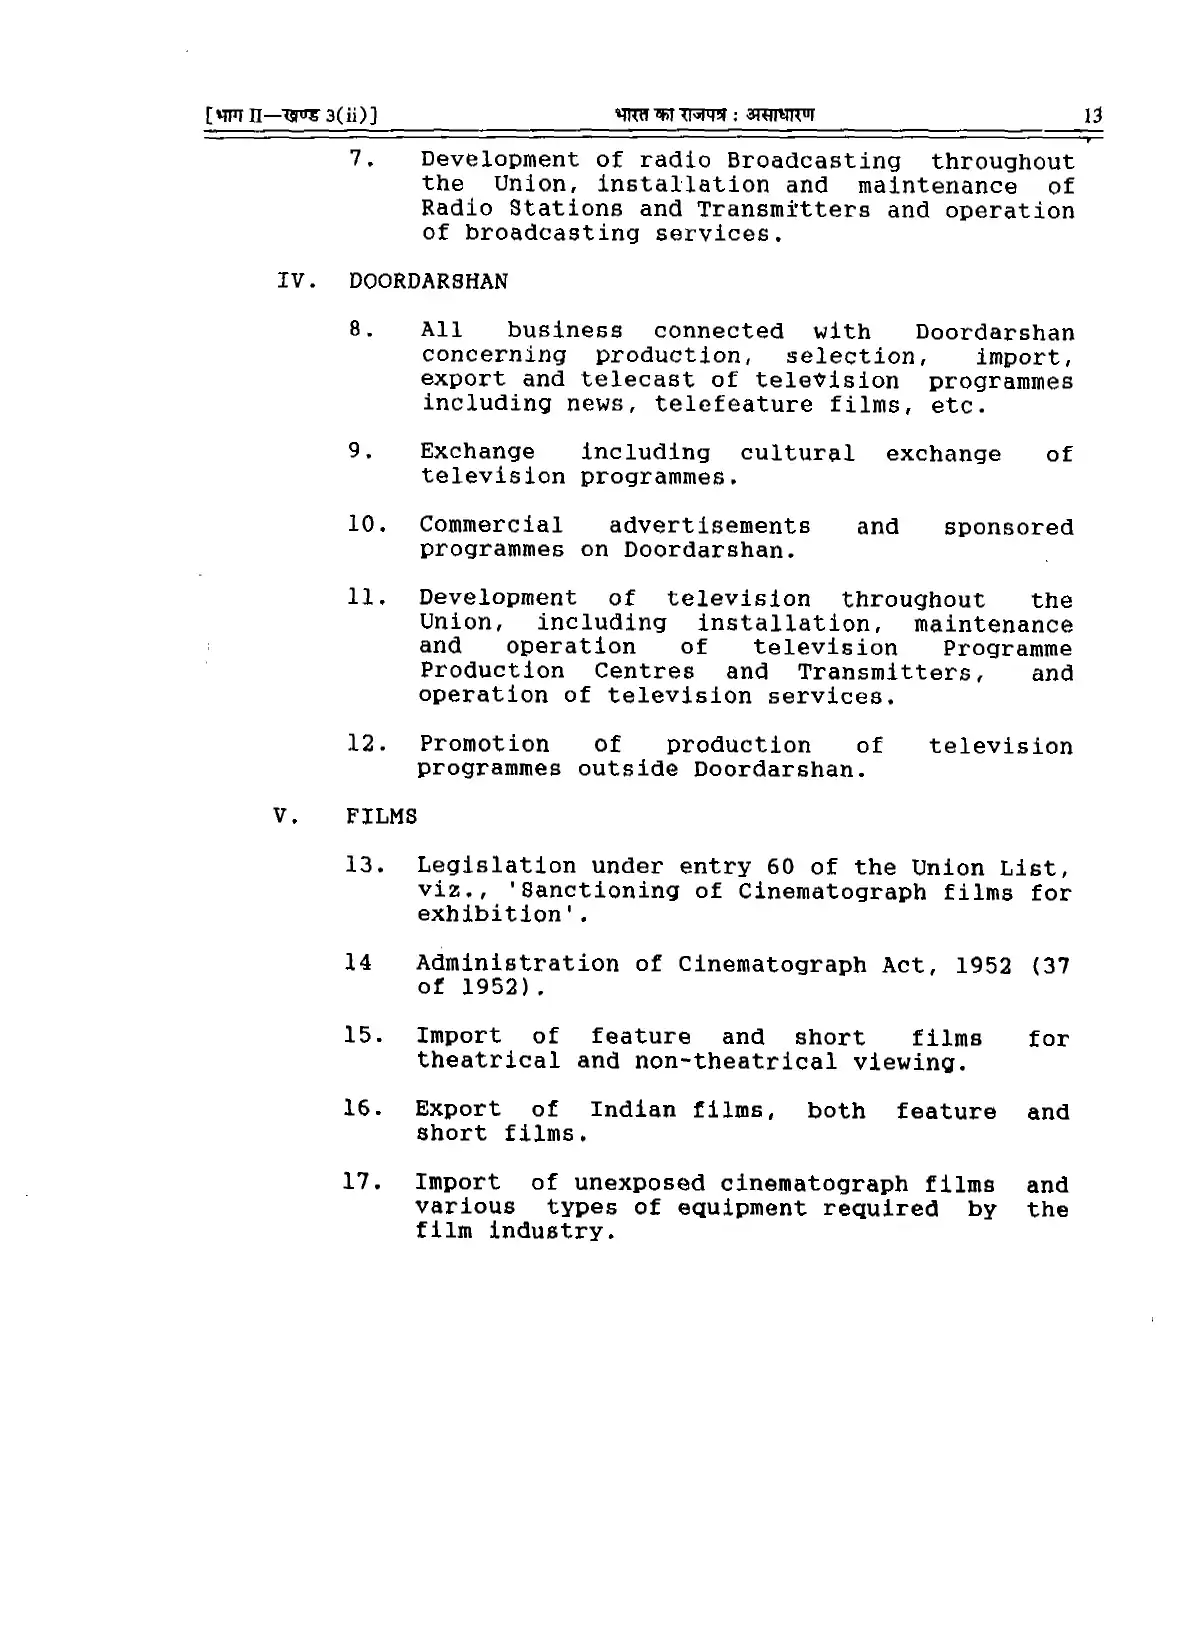 [भाग II—खण्ड 3(ii)] भारत का राजपत्र : असाधारण 13
7. Development of radio Broadcasting throughout
the Union, installation and maintenance of
Radio Stations and Transmitters and operation
of broadcasting services.
IV. DOORDARSHAN
8. All business connected with Doordarshan
concerning production, selection, import,
export and telecast of television programmes
including news, telefeature films, etc.
9. Exchange including cultural exchange of
television programmes.
10. Commercial advertisements and sponsored
programmes on Doordarshan.
11. Development of television throughout the
Union, including installation, maintenance
and operation of television Programme
Production Centres and Transmitters, and
operation of television services.
12. Promotion of production of television
programmes outside Doordarshan.
V. FILMS
13. Legislation under entry 60 of the Union List,
viz., 'Sanctioning of Cinematograph films for
exhibition'.
14 Administration of Cinematograph Act, 1952 (37
of 1952).
15. Import of feature and short films for
theatrical and non-theatrical viewing.
16. Export of Indian films, both feature and
short films.
17. Import of unexposed cinematograph films and
various types of equipment required by the
film industry.